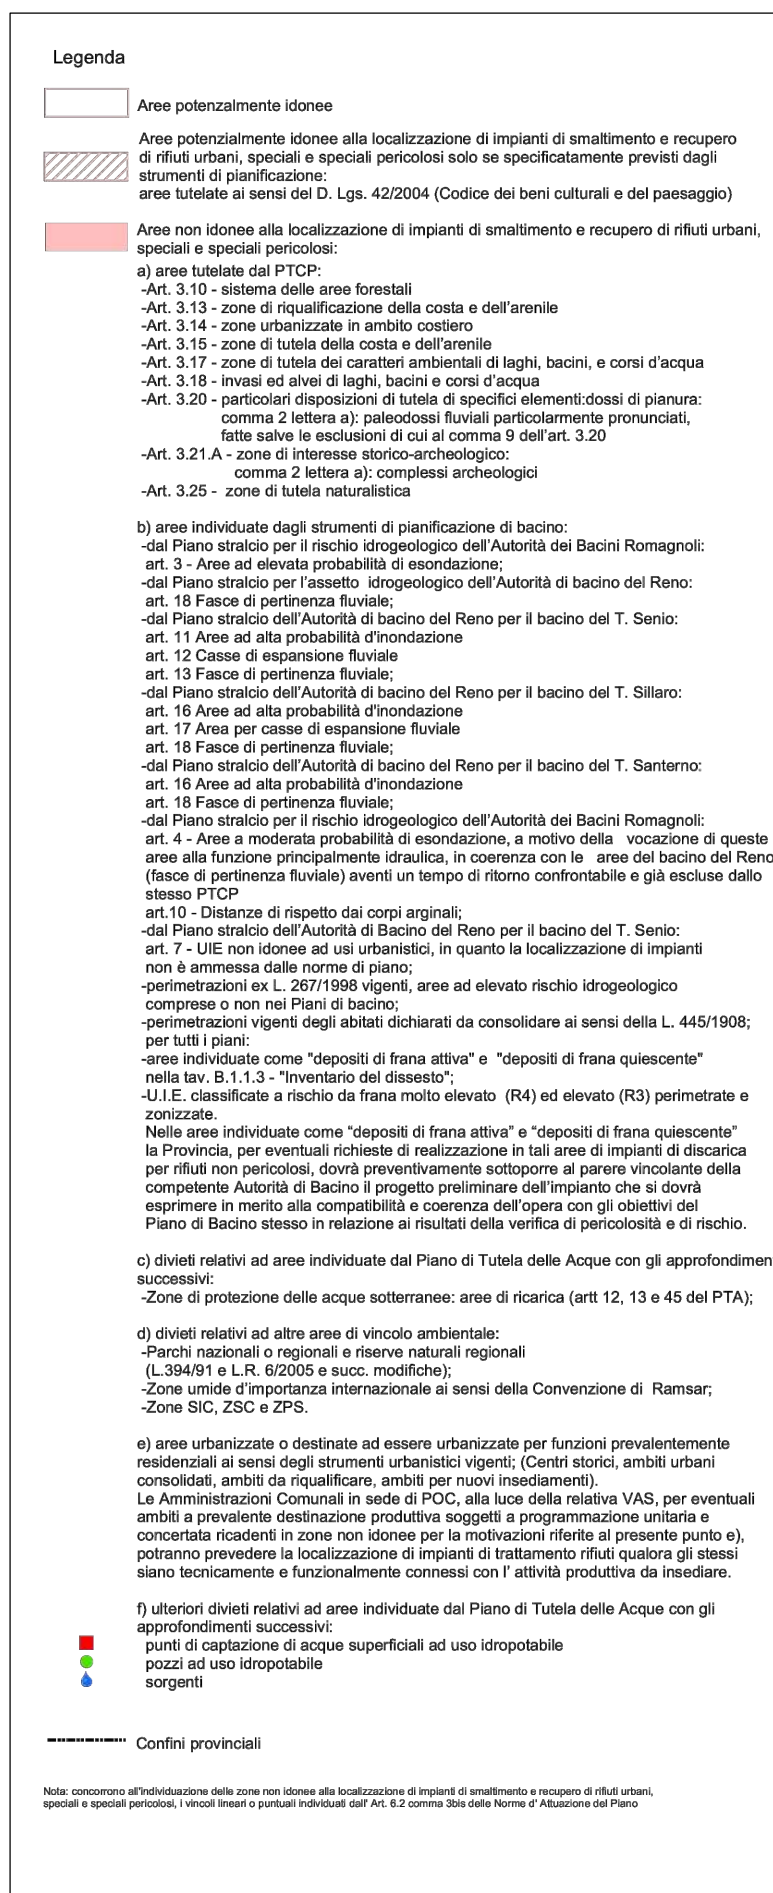 Legenda
Aree potenzalmente idonee
Aree potenzialmente idonee alla localizzazione di impianti di smaltimento e recupero
di rifiuti urbani, speciali e speciali pericolosi solo se specificatamente previsti dagli
strumenti di pianificazione:
aree tutelate ai sensi del D. Lgs. 42/2004 (Codice dei beni culturali e del paesaggio)
Aree non idonee alla localizzazione di impianti di smaltimento e recupero di rifiuti urbani,
speciali e speciali pericolosi:
a) aree tutelate dal PTCP:
-Art. 3.10 - sistema delle aree forestali
-Art. 3.13 - zone di riqualificazione della costa e dell'arenile
-Art. 3.14 - zone urbanizzate in ambito costiero
-Art. 3.15 - zone di tutela della costa e dell'arenile
-Art. 3.17 - zone di tutela dei caratteri ambientali di laghi, bacini, e corsi d'acqua
-Art. 3.18 - invasi ed alvei di laghi, bacini e corsi d'acqua
-Art. 3.20 - particolari disposizioni di tutela di specifici elementi:dossi di pianura:
comma 2 lettera a): paleodossi fluviali particolarmente pronunciati,
fatte salve le esclusioni di cui al comma 9 dell'art. 3.20
-Art. 3.21.A - zone di interesse storico-archeologico:
comma 2 lettera a): complessi archeologici
-Art. 3.25 - zone di tutela naturalistica
b) aree individuate dagli strumenti di pianificazione di bacino:
-dal Piano stralcio per il rischio idrogeologico dell'Autorità dei Bacini Romagnoli:
art. 3 - Aree ad elevata probabilità di esondazione;
-dal Piano stralcio per l'assetto idrogeologico dell'Autorità di bacino del Reno:
art. 18 Fasce di pertinenza fluviale;
-dal Piano stralcio dell'Autorità di bacino del Reno per il bacino del T. Senio:
art. 11 Aree ad alta probabilità d'inondazione
art. 12 Casse di espansione fluviale
art. 13 Fasce di pertinenza fluviale;
-dal Piano stralcio dell'Autorità di bacino del Reno per il bacino del T. Sillaro:
art. 16 Aree ad alta probabilità d'inondazione
art. 17 Area per casse di espansione fluviale
art. 18 Fasce di pertinenza fluviale;
-dal Piano stralcio dell'Autorità di bacino del Reno per il bacino del T. Santerno:
art. 16 Aree ad alta probabilità d'inondazione
art. 18 Fasce di pertinenza fluviale;
-dal Piano stralcio per il rischio idrogeologico dell'Autorità dei Bacini Romagnoli:
art. 4 - Aree a moderata probabilità di esondazione, a motivo della vocazione di queste
aree alla funzione principalmente idraulica, in coerenza con le aree del bacino del Reno
(fasce di pertinenza fluviale) aventi un tempo di ritorno confrontabile e già escluse dallo
stesso PTCP
art.10 - Distanze di rispetto dai corpi arginali;
-dal Piano stralcio dell'Autorità di Bacino del Reno per il bacino del T. Senio:
art. 7 - UIE non idonee ad usi urbanistici, in quanto la localizzazione di impianti
non è ammessa dalle norme di piano;
-perimetrazioni ex L. 267/1998 vigenti, aree ad elevato rischio idrogeologico
comprese o non nei Piani di bacino;
-perimetrazioni vigenti degli abitati dichiarati da consolidare ai sensi della L. 445/1908;
per tutti i piani:
-aree individuate come "depositi di frana attiva" e "depositi di frana quiescente"
nella tav. B.1.1.3 - "Inventario del dissesto";
-U.I.E. classificate a rischio da frana molto elevato (R4) ed elevato (R3) perimetrate e
zonizzate.
Nelle aree individuate come “depositi di frana attiva” e “depositi di frana quiescente”
la Provincia, per eventuali richieste di realizzazione in tali aree di impianti di discarica
per rifiuti non pericolosi, dovrà preventivamente sottoporre al parere vincolante della
competente Autorità di Bacino il progetto preliminare dell'impianto che si dovrà
esprimere in merito alla compatibilità e coerenza dell'opera con gli obiettivi del
Piano di Bacino stesso in relazione ai risultati della verifica di pericolosità e di rischio.
c) divieti relativi ad aree individuate dal Piano di Tutela delle Acque con gli approfondimen
successivi:
-Zone di protezione delle acque sotterranee: aree di ricarica (artt 12, 13 e 45 del PTA);
d) divieti relativi ad altre aree di vincolo ambientale:
-Parchi nazionali o regionali e riserve naturali regionali
(L.394/91 e L.R. 6/2005 e succ. modifiche);
-Zone umide d'importanza internazionale ai sensi della Convenzione di Ramsar;
-Zone SIC, ZSC e ZPS.
e) aree urbanizzate o destinate ad essere urbanizzate per funzioni prevalentemente
residenziali ai sensi degli strumenti urbanistici vigenti; (Centri storici, ambiti urbani
consolidati, ambiti da riqualificare, ambiti per nuovi insediamenti).
Le Amministrazioni Comunali in sede di POC, alla luce della relativa VAS, per eventuali
ambiti a prevalente destinazione produttiva soggetti a programmazione unitaria e
concertata ricadenti in zone non idonee per la motivazioni riferite al presente punto e),
potranno prevedere la localizzazione di impianti di trattamento rifiuti qualora gli stessi
siano tecnicamente e funzionalmente connessi con l' attività produttiva da insediare.
f) ulteriori divieti relativi ad aree individuate dal Piano di Tutela delle Acque con gli
approfondimenti successivi:
punti di captazione di acque superficiali ad uso idropotabile
pozzi ad uso idropotabile
sorgenti
Confini provinciali
Nota: concorrono all'individuazione delle zone non idonee alla localizzazione di impianti di smaltimento e recupero di rifiuti urbani,
speciali e speciali pericolosi, i vincoli lineari o puntuali individuati dall' Art. 6.2 comma 3bis delle Norme d' Attuazione del Piano